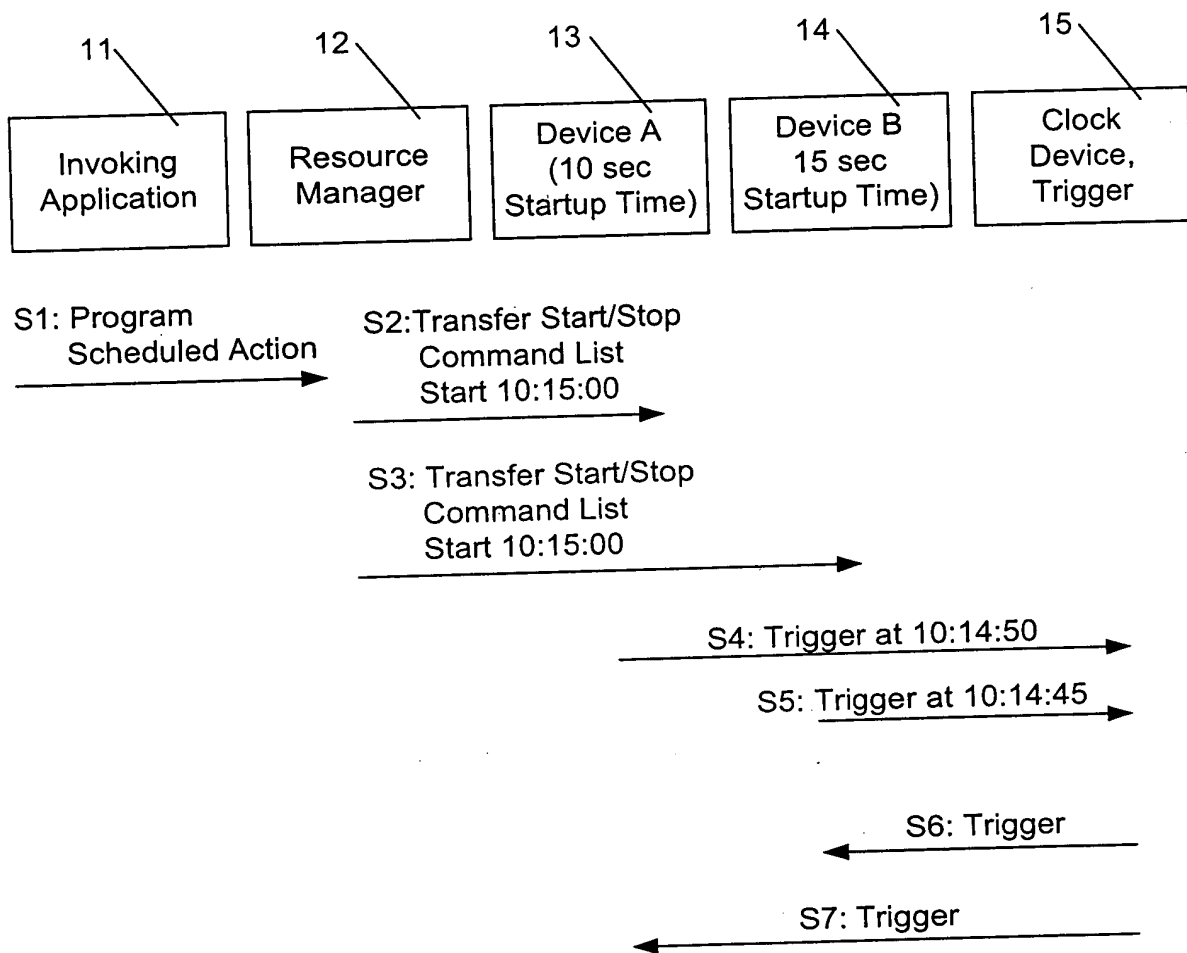 11
12
13
14
15
Invoking
Application
Resource
Manager
Device A
(10 sec
Startup Time)
Device B
15 sec
Startup Time)
Clock
Device,
Trigger
S1: Program
Scheduled Action
S2:Transfer Start/Stop
Command List
Start 10:15:00
S3: Transfer Start/Stop
Command List
Start 10:15:00
S4: Trigger at 10:14:50
S5: Trigger at 10:14:45
S6: Trigger
S7: Trigger